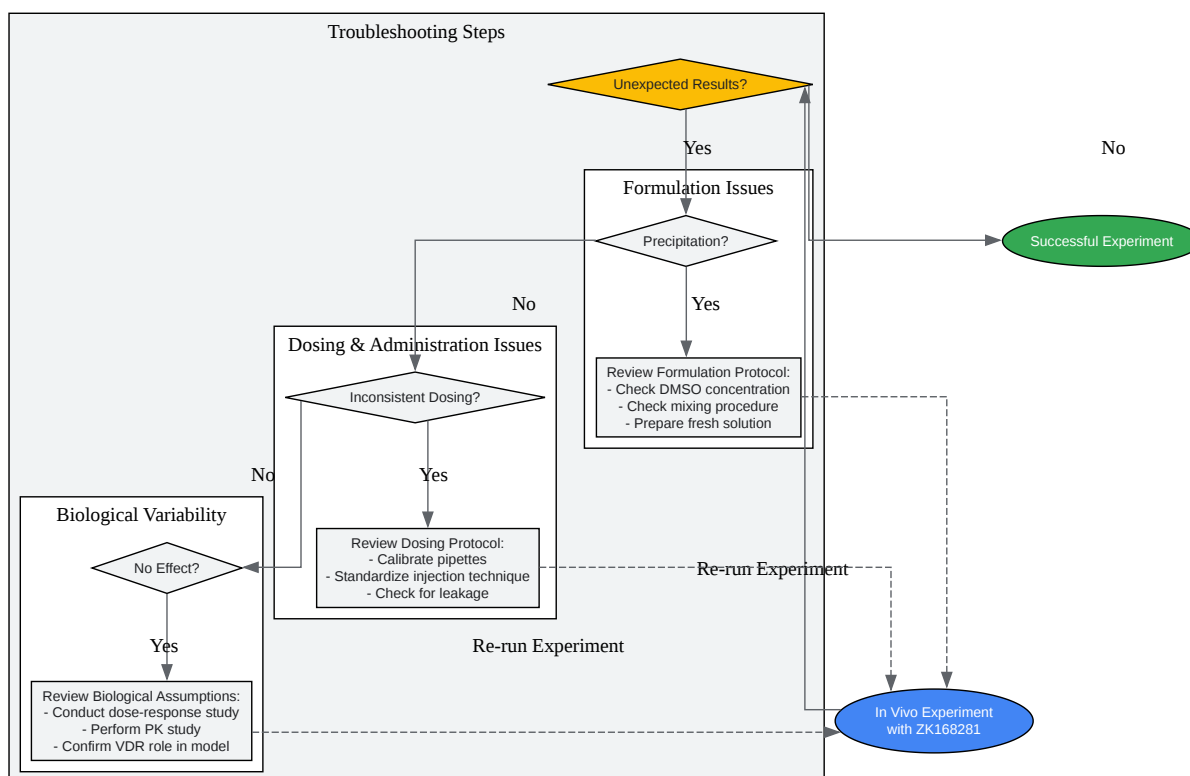 Troubleshooting Steps
Unexpected Results?
Yes
No
Formulation Issues
Precipitation?
Successful Experiment
Yes
No
Dosing & Administration Issues
Review Formulation Protocol:
- Check DMSO concentration
- Check mixing procedure
- Prepare fresh solution
Inconsistent Dosing?
Yes
No
Biological Variability
Review Dosing Protocol:
- Calibrate pipettes
- Standardize injection technique
- Check for leakage
No Effect?
Re-run Experiment
Yes
Re-run Experiment
Review Biological Assumptions:
- Conduct dose-response study
- Perform PK study
- Confirm VDR role in model
In Vivo Experiment
with ZK168281